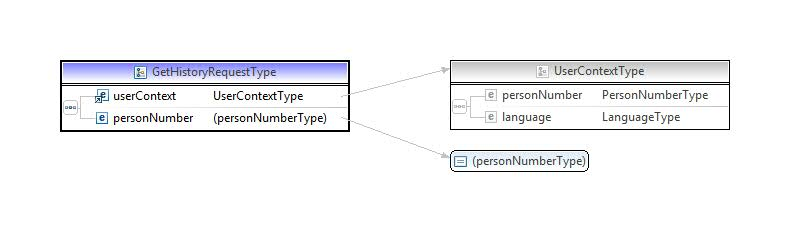 GetHistoryRequestType
userContext UserContextType
personNumber (personNumberType)
UserContextType
personNumber PersonNumberType
language LanguageType
(personNumberType)